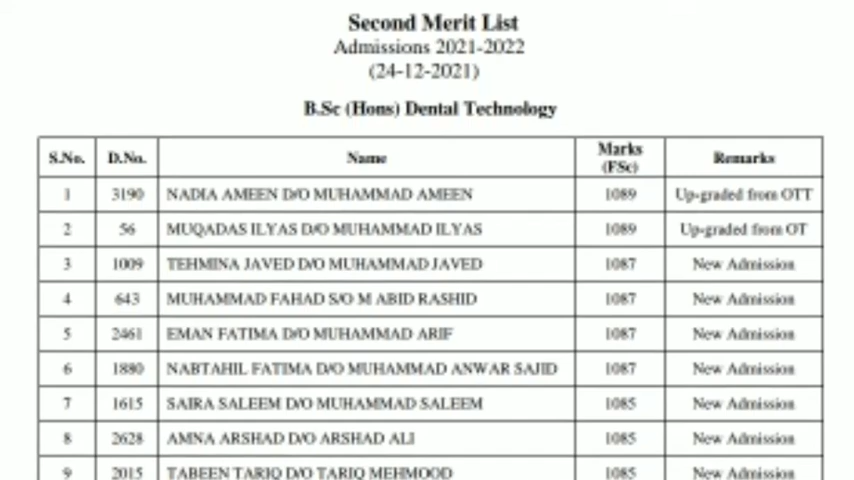 Second Merit List
Admissions 2021-2022
(24-12-2021)
B.Sc (Hons) Dental Technology
S.No. D.No. Name Marks (FSc) Remarks
1 3190 NADIA AMEEN D/O MUHAMMAD AMEEN 1089 Up-graded from OTT
2 56 MUQADAS ILYAS D/O MUHAMMAD ILYAS 1089 Up-graded from OT
3 1009 TEHMINA JAVED D/O MUHAMMAD JAVED 1087 New Admission
4 643 MUHAMMAD FAHAD S/O M ABID RASHID 1087 New Admission
5 2461 EMAN FATIMA D/O MUHAMMAD ARIF 1087 New Admission
6 1880 NABTAHIL FATIMA D/O MUHAMMAD ANWAR SAJID 1087 New Admission
7 1615 SAIRA SALEEM D/O MUHAMMAD SALEEM 1085 New Admission
8 2628 AMNA ARSHAD D/O ARSHAD ALI 1085 New Admission
9 2015 TABEEN TARIQ D/O TARIQ MEHMOOD 1085 New Admission